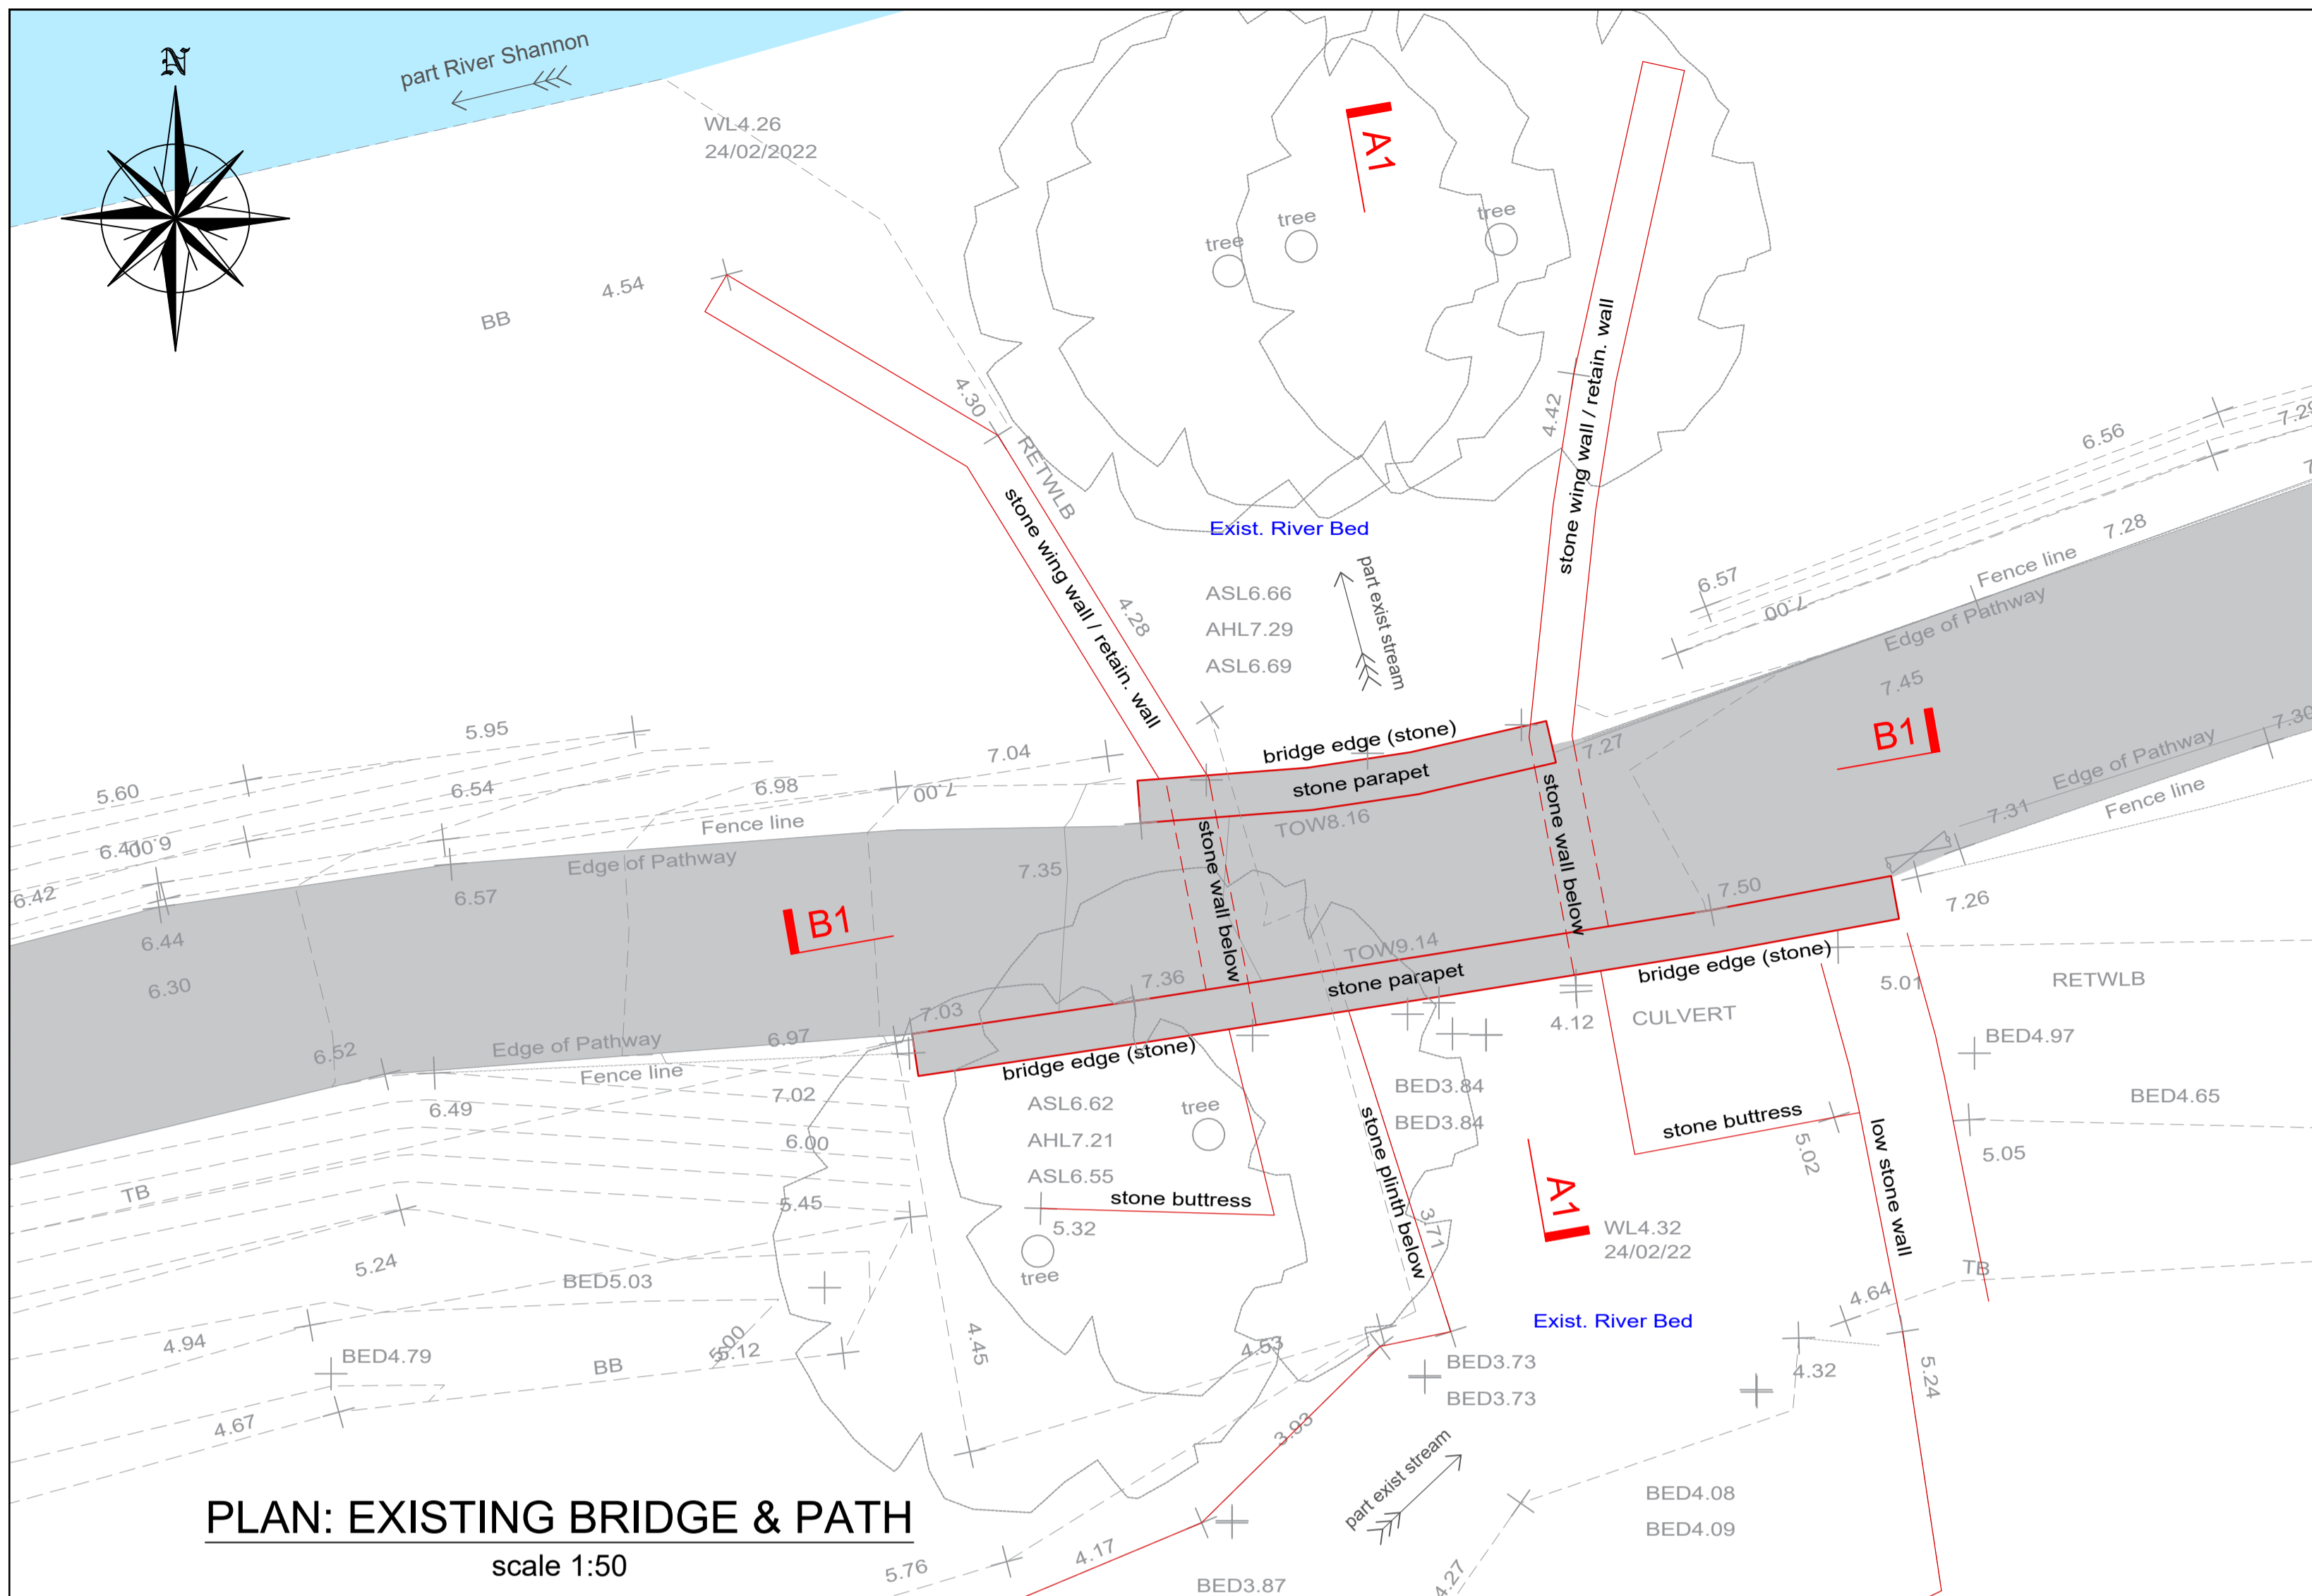 N
part River Shannon
WL4.26
24/02/2022
A1
tree
tree
tree
4.54
BB
4.30
RETWLB
stone wing wall / retain. wall
4.28
4.42
stone wing wall / retain. wall
Exist. River Bed
ASL6.66
AHL7.29
ASL6.69
part exist stream
6.56
7.29
7.28
6.57
7.00
Fence line
Edge of Pathway
7.45
B1
7.30
Edge of Pathway
Fence line
7.31
7.27
7.26
5.95
5.60
6.54
6.98
7.00
7.04
Fence line
Edge of Pathway
6.41
6.00
6.42
6.57
6.44
6.30
B1
7.35
bridge edge (stone)
stone parapet
TOW8.16
stone wall below
stone wall below
7.50
TOW9.14
7.36
stone parapet
bridge edge (stone)
7.03
6.97
6.52
Edge of Pathway
Fence line
bridge edge (stone)
7.02
6.49
6.00
5.45
TB
5.24
BED5.03
4.94
BED4.79
BB
5.00
5.12
4.67
ASL6.62
AHL7.21
ASL6.55
tree
stone buttress
5.32
tree
4.45
4.53
stone plinth below
3.71
BED3.84
BED3.84
4.12
CULVERT
5.01
RETWLB
BED4.97
BED4.65
5.05
stone buttress
5.02
low stone wall
A1
WL4.32
24/02/22
TB
4.64
Exist. River Bed
4.32
5.24
BED3.73
BED3.73
3.93
part exist stream
BED4.08
BED4.09
4.17
5.76
BED3.87
4.27
PLAN: EXISTING BRIDGE & PATH
scale 1:50